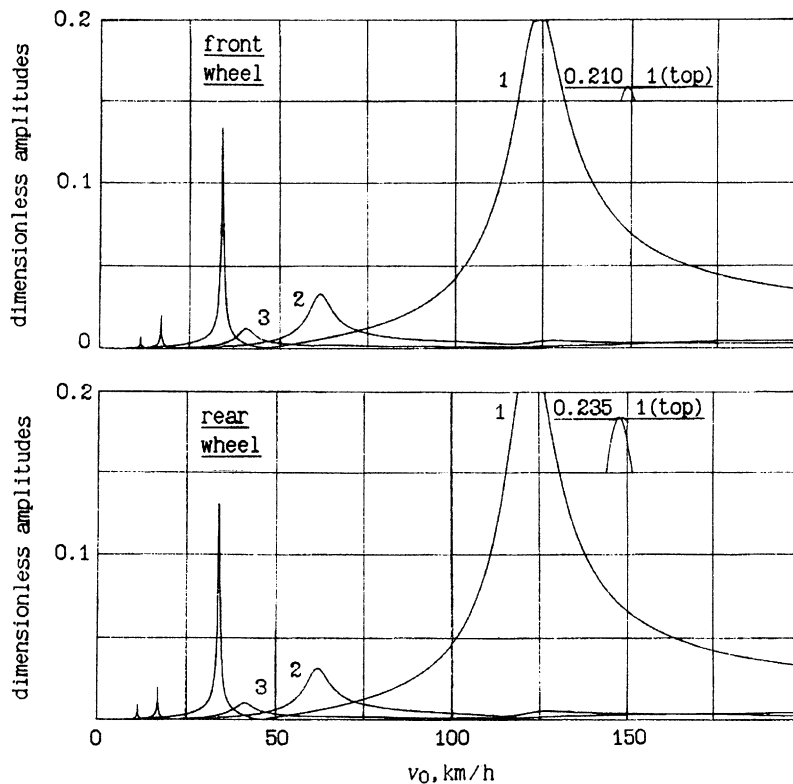 0.2
front
wheel
1
0.210 1(top)
0.1
2
3
0
dimensionless amplitudes
0.2
rear
wheel
1
0.235 1(top)
0.1
2
3
0 50 100 150
dimensionless amplitudes
v0, km/h